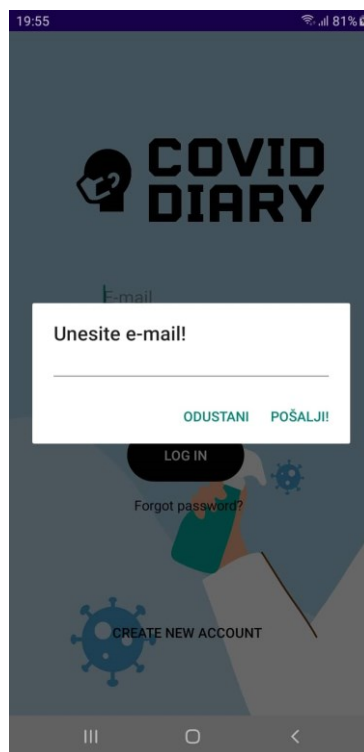 19:55 81%
COVID
DIARY
E-mail
Unesite e-mail!
ODUSTANI POŠALJI!
LOG IN
Forgot password?
CREATE NEW ACCOUNT